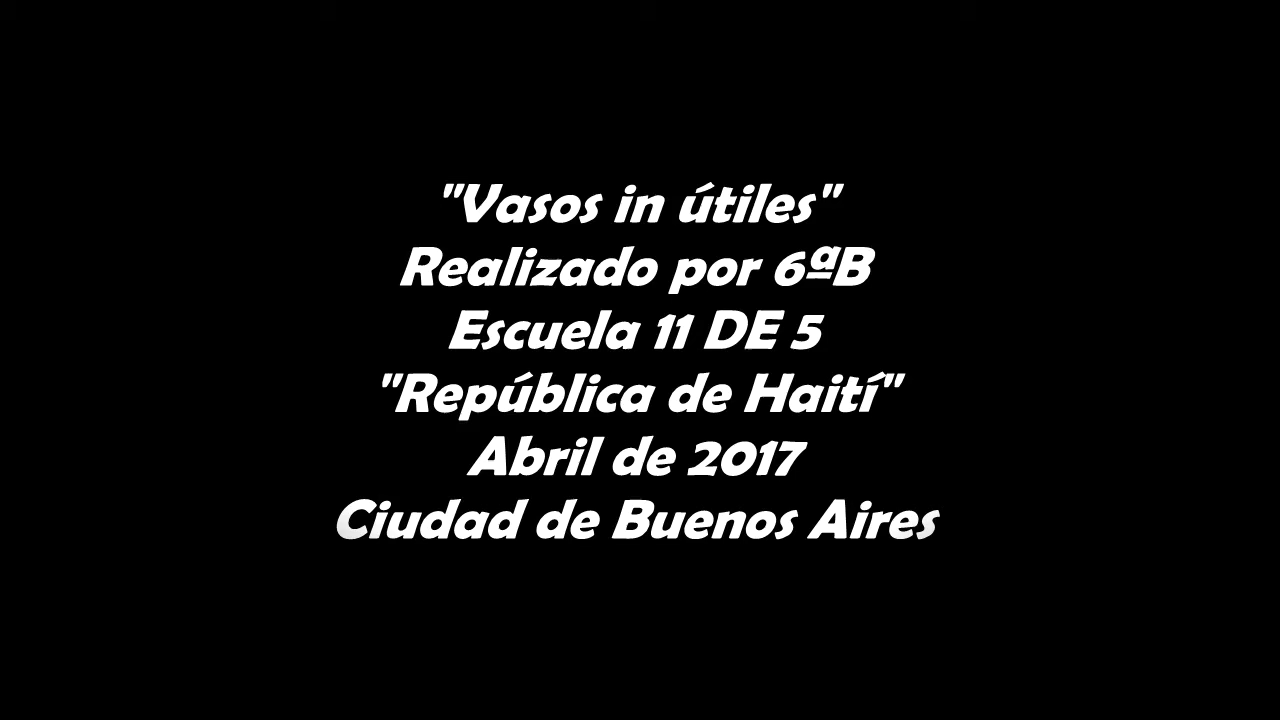 "Vasos in útiles"
Realizado por 6ªB
Escuela 11 DE 5
"República de Haití"
Abril de 2017
Ciudad de Buenos Aires